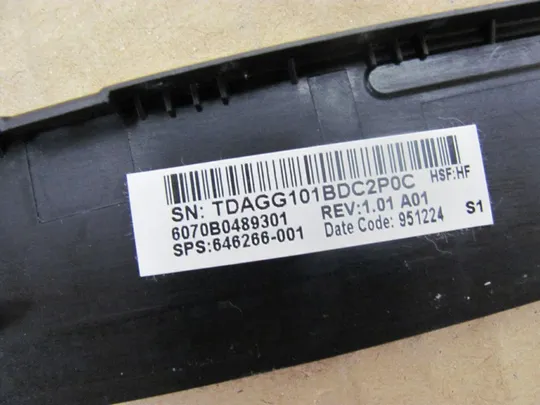 SN: TDAGG101BDC2P0C HSF:HF
6070B0489301 REV:1.01 A01
SPS:646266-001 Date Code: 951224 S1